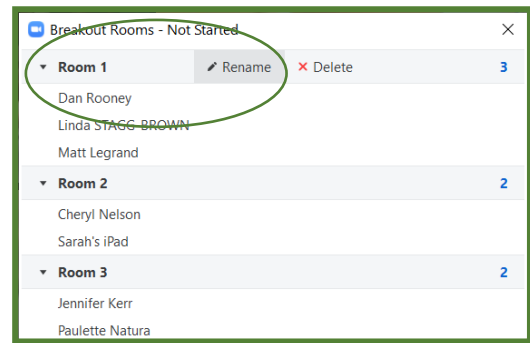 Breakout Rooms - Not Started
Room 1 Rename Delete 3
Dan Rooney
Linda STAGG-BROWN
Matt Legrand
Room 2 2
Cheryl Nelson
Sarah's iPad
Room 3 2
Jennifer Kerr
Paulette Natura